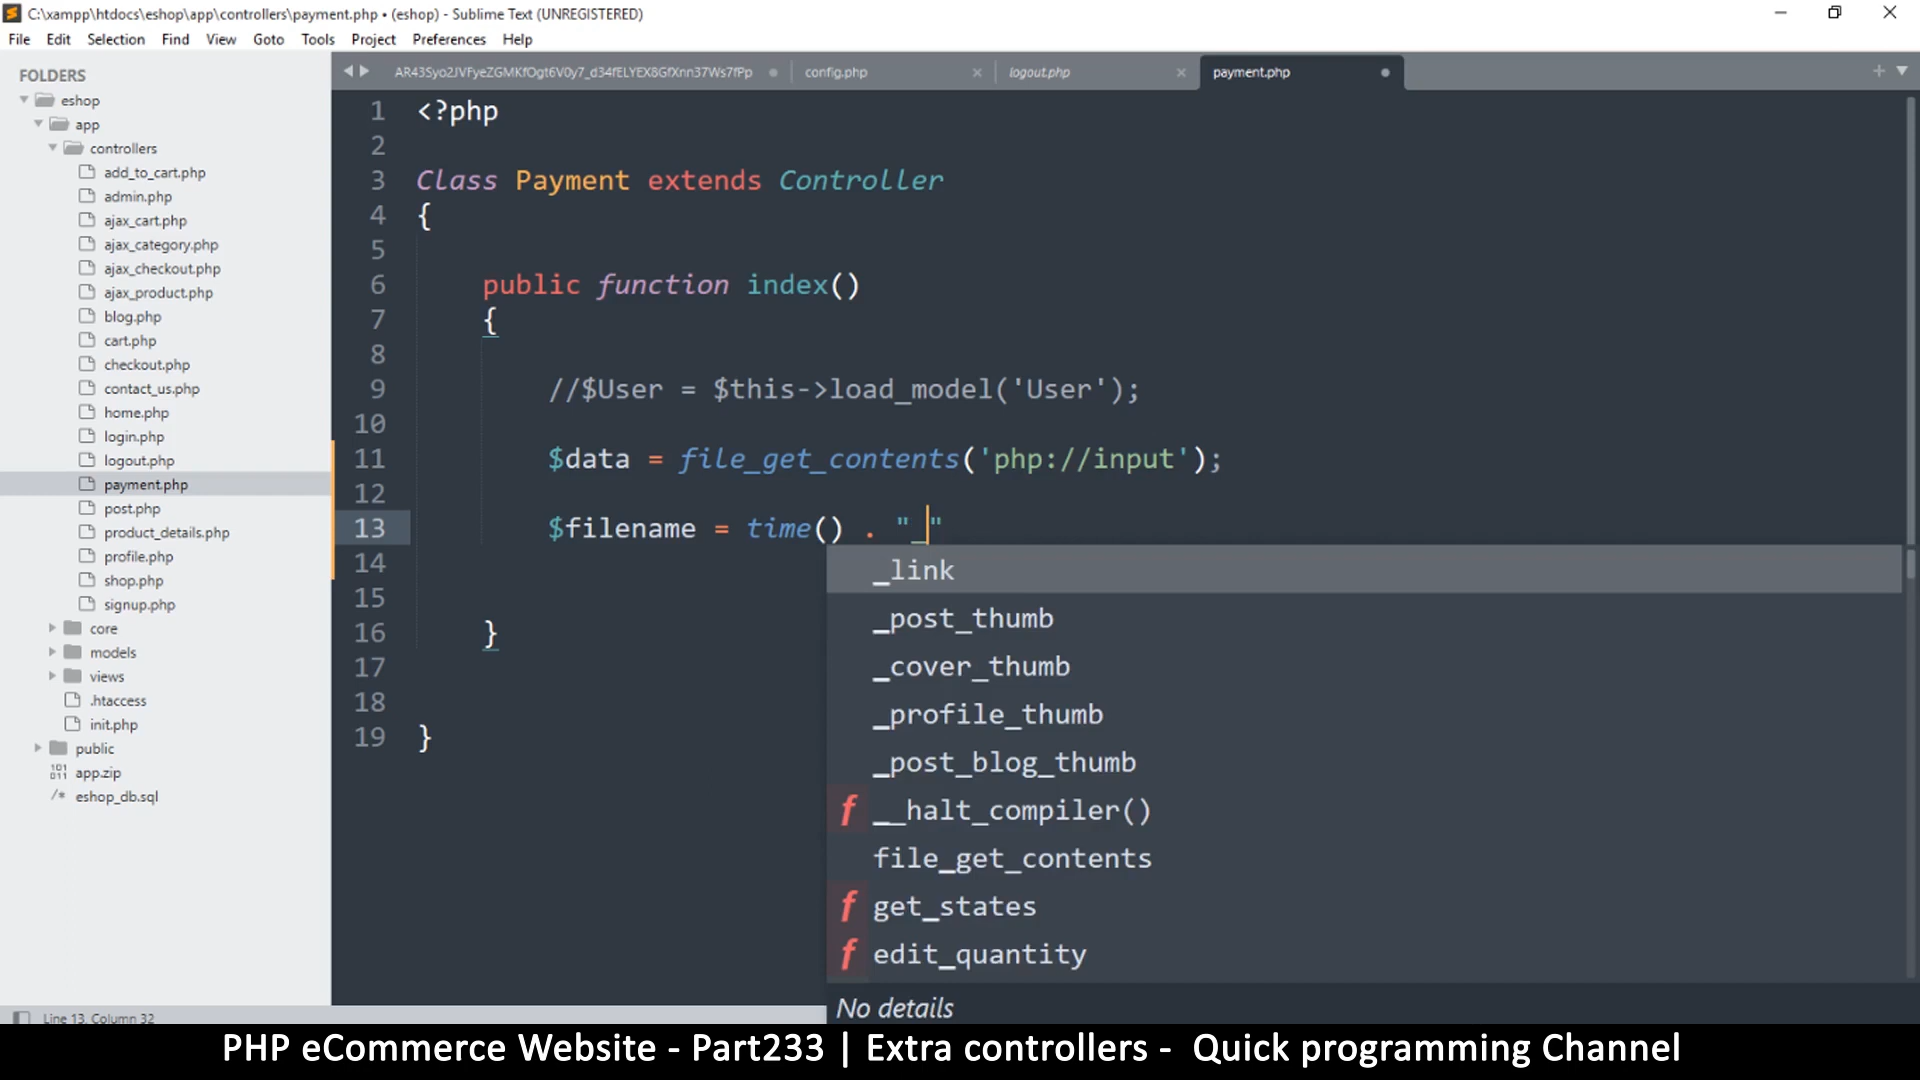 C:\xampp\htdocs\eshop\app\controllers\payment.php • (eshop) - Sublime Text (UNREGISTERED)
File Edit Selection Find View Goto Tools Project Preferences Help
FOLDERS
eshop
app
controllers
add_to_cart.php
admin.php
ajax_cart.php
ajax_category.php
ajax_checkout.php
ajax_product.php
blog.php
cart.php
checkout.php
contact_us.php
home.php
login.php
logout.php
payment.php
post.php
product_details.php
profile.php
shop.php
signup.php
core
models
views
.htaccess
init.php
public
app.zip
eshop_db.sql
config.php logout.php payment.php
1 <?php
2
3 Class Payment extends Controller
4 {
5
6 public function index()
7 {
8
9 //$User = $this->load_model('User');
10
11 $data = file_get_contents('php://input');
12
13 $filename = time() . "_"
14
15
16 }
17
18
19 }
_link
_post_thumb
_cover_thumb
_profile_thumb
_post_blog_thumb
f __halt_compiler()
file_get_contents
f get_states
f edit_quantity
No details
Line 13, Column 32
PHP eCommerce Website - Part233 | Extra controllers - Quick programming Channel